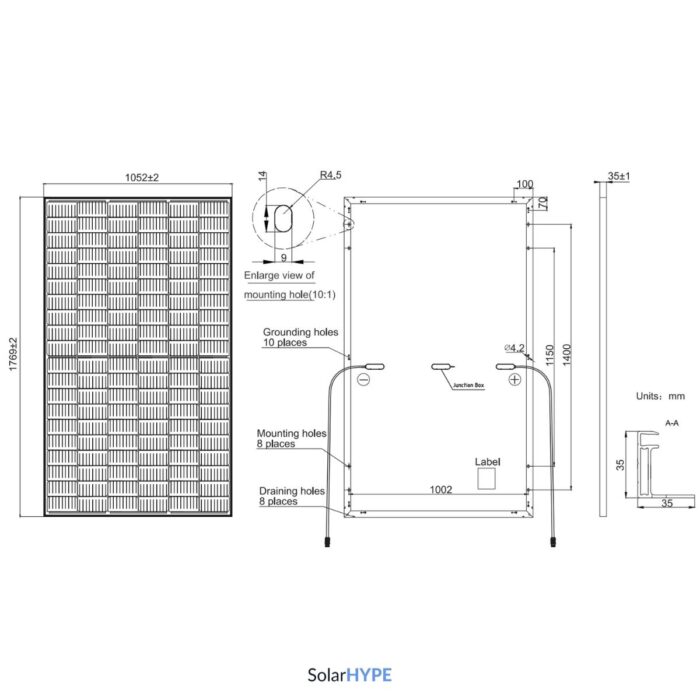 1052±2
1769±2
14
R4.5
9
Enlarge view of
mounting hole(10:1)
Grounding holes
10 places
Mounting holes
8 places
Draining holes
8 places
100
70
Ø4.2
1150
1400
Junction Box
Label
1002
35±1
Units: mm
A-A
35
35
SolarHYPE